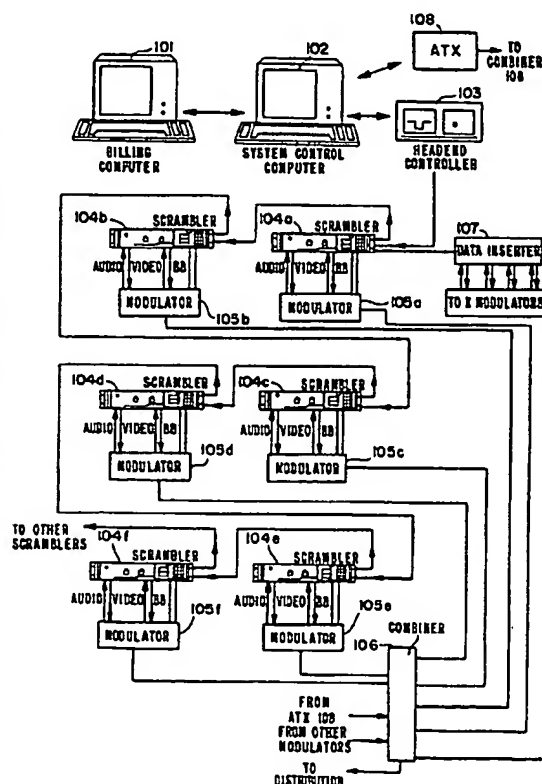 101
102
108
ATX
TO COMBINER 106
103
BILLING COMPUTER
SYSTEM CONTROL COMPUTER
HEADEND CONTROLLER
104b
SCRAMBLER
104a
SCRAMBLER
107
DATA INSERTER
AUDIO
VIDEO
BB
AUDIO
VIDEO
BB
MODULATOR
105b
MODULATOR
105a
TO X MODULATORS
104d
SCRAMBLER
104c
SCRAMBLER
AUDIO
VIDEO
BB
AUDIO
VIDEO
BB
MODULATOR
105d
MODULATOR
105c
TO OTHER SCRAMBLERS
104f
SCRAMBLER
104e
SCRAMBLER
AUDIO
VIDEO
BB
AUDIO
VIDEO
BB
MODULATOR
105f
MODULATOR
105e
106
COMBINER
FROM ATX 108
FROM OTHER MODULATORS
TO DISTRIBUTION